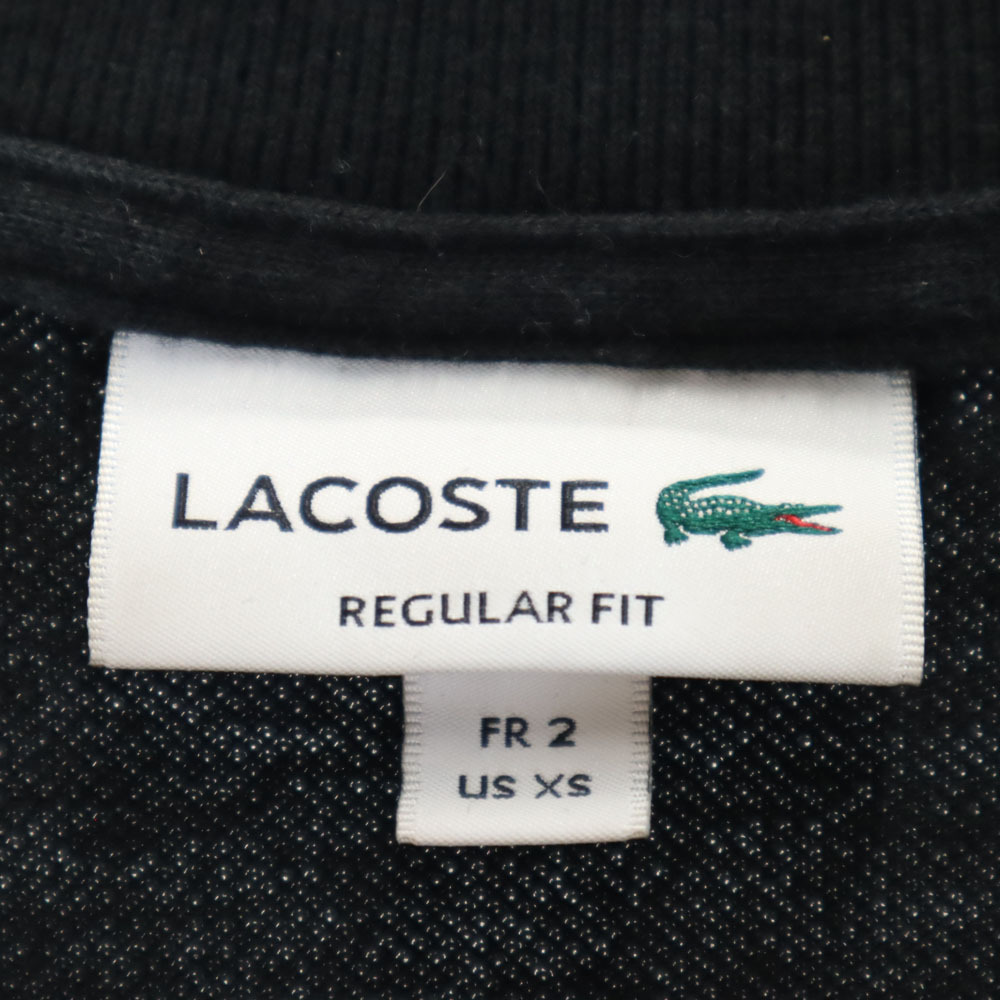 LACOSTE
REGULAR FIT
FR 2
US XS